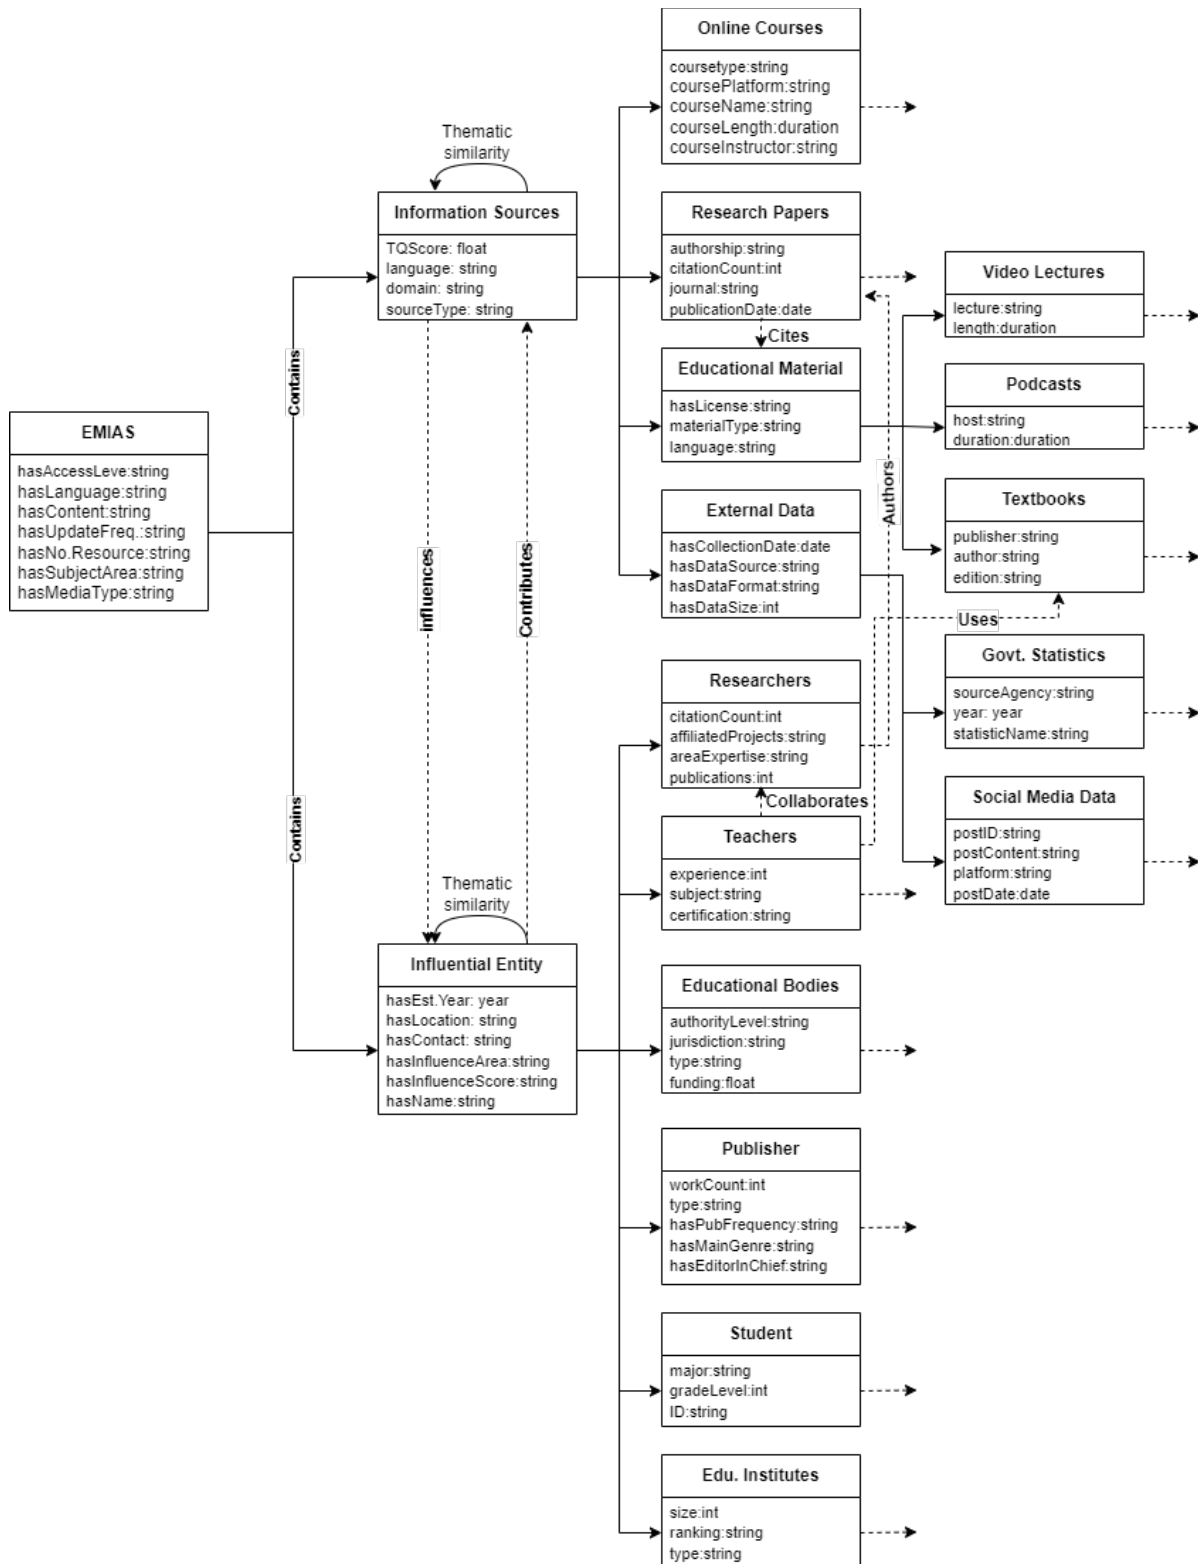 Online Courses
coursetype:string
coursePlatform:string
courseName:string
courseLength:duration
courseInstructor:string
Thematic
similarity
Information Sources
TQScore: float
language: string
domain: string
sourceType: string
Research Papers
authorship:string
citationCount:int
journal:string
publicationDate:date
Cites
Video Lectures
lecture:string
length:duration
Educational Material
hasLicense:string
materialType:string
language:string
Podcasts
host:string
duration:duration
Contains
EMIAS
hasAccessLeve:string
hasLanguage:string
hasContent:string
hasUpdateFreq.:string
hasNo.Resource:string
hasSubjectArea:string
hasMediaType:string
influences
Contributes
Authors
External Data
hasCollectionDate:date
hasDataSource:string
hasDataFormat:string
hasDataSize:int
Textbooks
publisher:string
author:string
edition:string
Uses
Researchers
citationCount:int
affiliatedProjects:string
areaExpertise:string
publications:int
Collaborates
Govt. Statistics
sourceAgency:string
year: year
statisticName:string
Teachers
experience:int
subject:string
certification:string
Social Media Data
postID:string
postContent:string
platform:string
postDate:date
Contains
Thematic
similarity
Influential Entity
hasEst.Year: year
hasLocation: string
hasContact: string
hasInfluenceArea:string
hasInfluenceScore:string
hasName:string
Educational Bodies
authorityLevel:string
jurisdiction:string
type:string
funding:float
Publisher
workCount:int
type:string
hasPubFrequency:string
hasMainGenre:string
hasEditorInChief:string
Student
major:string
gradeLevel:int
ID:string
Edu. Institutes
size:int
ranking:string
type:string